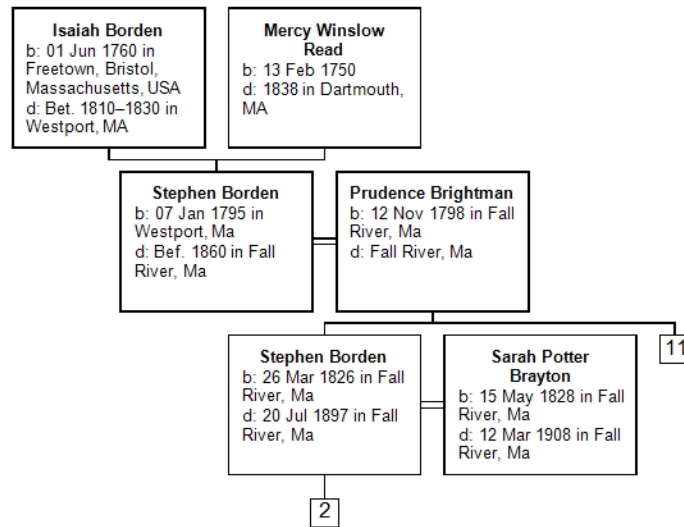 Isaiah Borden
b: 01 Jun 1760 in
Freetown, Bristol,
Massachusetts, USA
d: Bet. 1810–1830 in
Westport, MA
Mercy Winslow
Read
b: 13 Feb 1750
d: 1838 in Dartmouth,
MA
Stephen Borden
b: 07 Jan 1795 in
Westport, Ma
d: Bef. 1860 in Fall
River, Ma
Prudence Brightman
b: 12 Nov 1798 in Fall
River, Ma
d: Fall River, Ma
Stephen Borden
b: 26 Mar 1826 in Fall
River, Ma
d: 20 Jul 1897 in Fall
River, Ma
Sarah Potter
Brayton
b: 15 May 1828 in Fall
River, Ma
d: 12 Mar 1908 in Fall
River, Ma
11
2